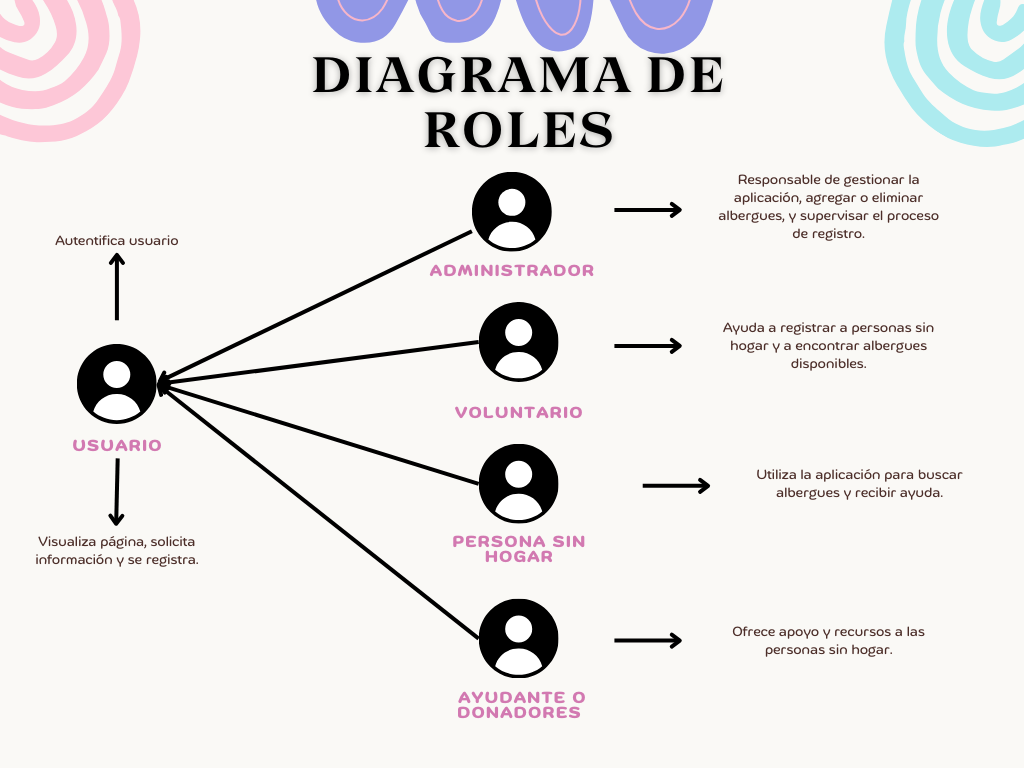 DIAGRAMA DE
ROLES
Autentifica usuario
USUARIO
Visualiza página, solicita
información y se registra.
ADMINISTRADOR
Responsable de gestionar la
aplicación, agregar o eliminar
albergues, y supervisar el proceso
de registro.
VOLUNTARIO
Ayuda a registrar a personas sin
hogar y a encontrar albergues
disponibles.
PERSONA SIN
HOGAR
Utiliza la aplicación para buscar
albergues y recibir ayuda.
AYUDANTE O
DONADORES
Ofrece apoyo y recursos a las
personas sin hogar.